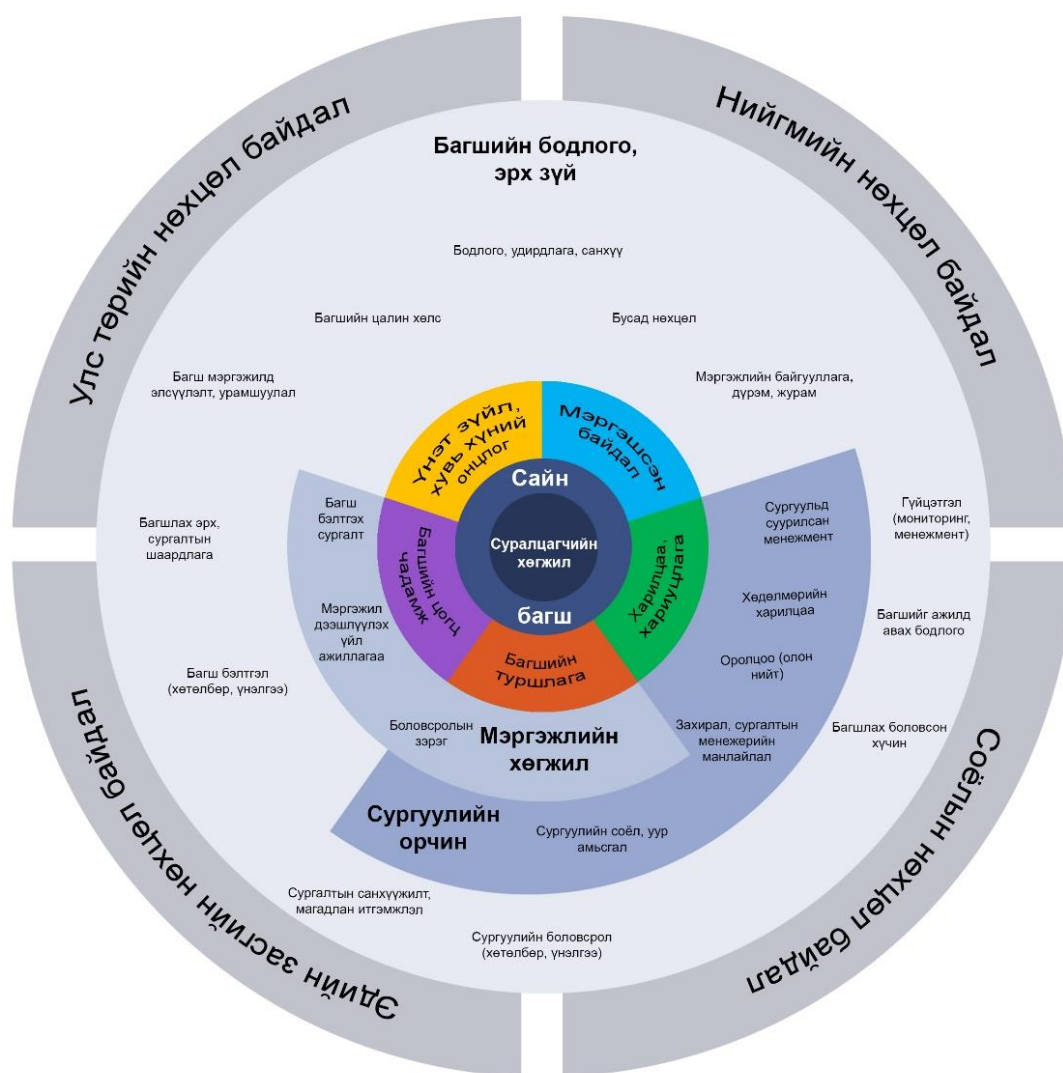 Улс төрийн нөхцөл байдал
Нийгмийн нөхцөл байдал
Багшийн бодлого,
эрх зүй
Бодлого, удирдлага, санхүү
Багшийн цалин хөлс
Бусад нөхцөл
Багш мэргэжилд
элсүүлэлт, урамшуулал
Мэргэжлийн байгууллага,
дүрэм, журам
Үнэт зүйл,
хувь хүний
онцлог
Мэргэшсэн
байдал
Сайн
Суралцагчийн
хөгжил
багш
Багшийн цогц
чадамж
Харилцаа,
хариуцлага
Багшийн
туршлага
Багш
бэлтгэх
сургалт
Сургуульд
суурилсан
менежмент
Гүйцэтгэл
(мониторинг,
менежмент)
Багшлах эрх,
сургалтын
шаардлага
Мэргэжил
дээшлүүлэх
үйл
ажиллагаа
Хөдөлмөрийн
харилцаа
Багшийг ажилд
авах бодлого
Багш бэлтгэл
(хөтөлбөр, үнэлгээ)
Оролцоо (олон
нийт)
Боловсролын
зэрэг
Мэргэжлийн
хөгжил
Захирал, сургалтын
менежерийн
манлайлал
Багшлах боловсон
хүчин
Сургуулийн
орчин
Сургуулийн соёл, уур
амьсгал
Сургалтын санхүүжилт,
магадлан итгэмжлэл
Сургуулийн боловсрол
(хөтөлбөр, үнэлгээ)
Эдийн засгийн нөхцөл байдал
Соёлын нөхцөл байдал